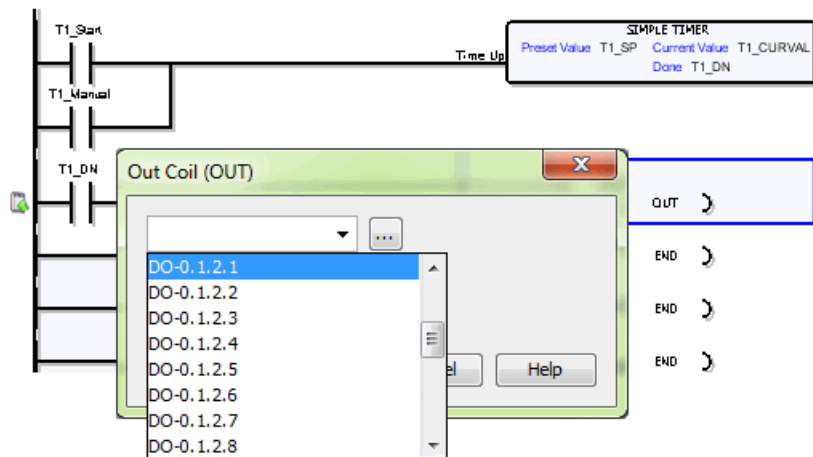 T1_Start
SIMPLE TIMER
Time Up
Preset Value T1_SP Current Value T1_CURVAL
Done T1_DN
T1_Manual
T1_DN
Out Coil (OUT)
OUT
...
DO-0.1.2.1
END
DO-0.1.2.2
DO-0.1.2.3
END
DO-0.1.2.4
DO-0.1.2.5
el Help
END
DO-0.1.2.6
DO-0.1.2.7
DO-0.1.2.8